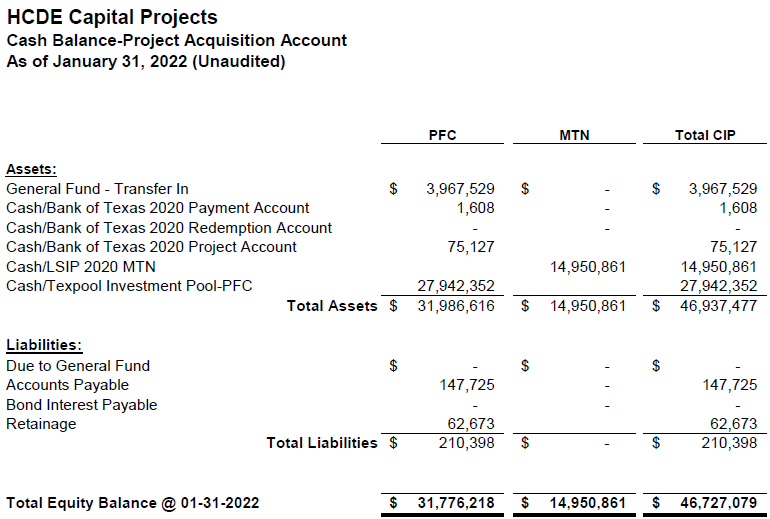 HCDE Capital Projects
Cash Balance-Project Acquisition Account
As of January 31, 2022 (Unaudited)
PFC MTN Total CIP
Assets:
General Fund - Transfer In $ 3,967,529 $ - $ 3,967,529
Cash/Bank of Texas 2020 Payment Account 1,608 - 1,608
Cash/Bank of Texas 2020 Redemption Account - - -
Cash/Bank of Texas 2020 Project Account 75,127 75,127
Cash/LSIP 2020 MTN 14,950,861 14,950,861
Cash/Texpool Investment Pool-PFC 27,942,352 27,942,352
Total Assets $ 31,986,616 $ 14,950,861 $ 46,937,477
Liabilities:
Due to General Fund $ - $ - $ -
Accounts Payable 147,725 - 147,725
Bond Interest Payable - - -
Retainage 62,673 62,673
Total Liabilities $ 210,398 $ - $ 210,398
Total Equity Balance @ 01-31-2022 $ 31,776,218 $ 14,950,861 $ 46,727,079